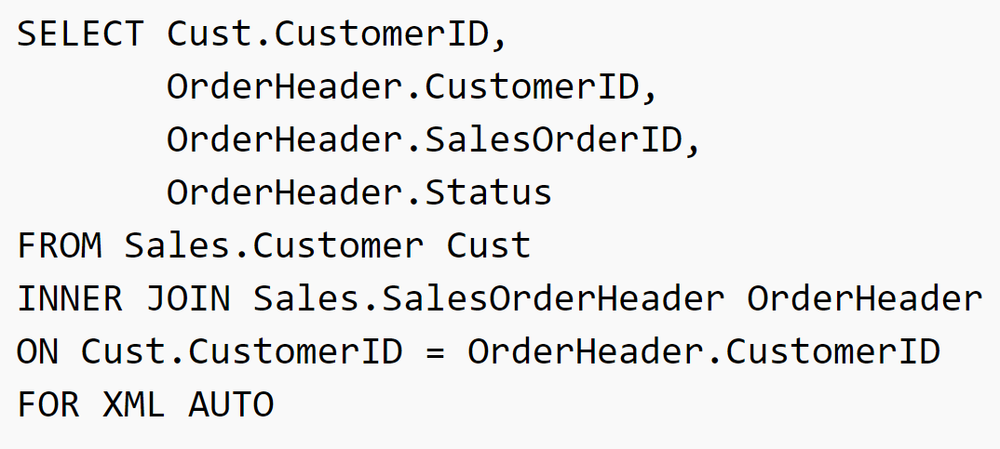 SELECT Cust.CustomerID,
       OrderHeader.CustomerID,
       OrderHeader.SalesOrderID,
       OrderHeader.Status
FROM Sales.Customer Cust
INNER JOIN Sales.SalesOrderHeader OrderHeader
ON Cust.CustomerID = OrderHeader.CustomerID
FOR XML AUTO